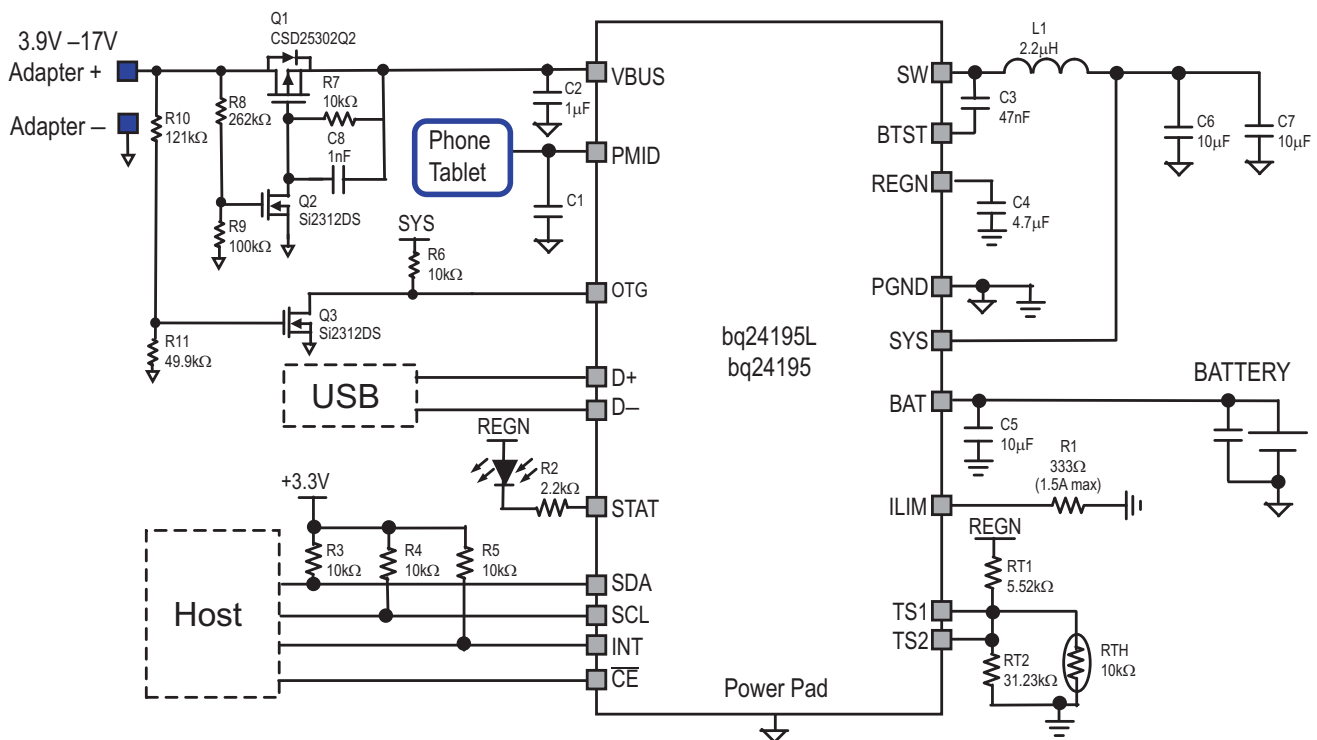 3.9V –17V
Adapter +
Adapter –
Q1
CSD25302Q2
R10
121kΩ
R8
262kΩ
R7
10kΩ
C8
1nF
Q2
Si2312DS
R9
100kΩ
C2
1μF
Phone
Tablet
C1
SYS
R6
10kΩ
Q3
Si2312DS
R11
49.9kΩ
USB
REGN
R2
2.2kΩ
+3.3V
R3
10kΩ
R4
10kΩ
R5
10kΩ
Host
VBUS
PMID
OTG
D+
D–
STAT
SDA
SCL
INT
CE
bq24195L
bq24195
Power Pad
SW
BTST
REGN
PGND
SYS
BAT
ILIM
TS1
TS2
L1
2.2μH
C3
47nF
C6
10μF
C7
10μF
C4
4.7μF
BATTERY
C5
10μF
R1
333Ω
(1.5A max)
REGN
RT1
5.52kΩ
RT2
31.23kΩ
RTH
10kΩ